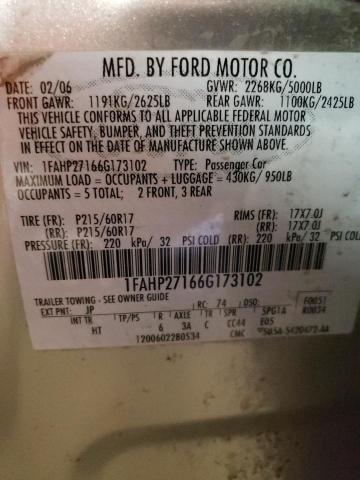 MFD. BY FORD MOTOR CO.
DATE: 02/06 GVWR: 2268KG/5000LB
FRONT GAWR: 1191KG/2625LB REAR GAWR: 1100KG/2425LB
THIS VEHICLE CONFORMS TO ALL APPLICABLE FEDERAL MOTOR
VEHICLE SAFETY, BUMPER, AND THEFT PREVENTION STANDARDS
IN EFFECT ON THE DATE OF MANUFACTURE SHOWN ABOVE.
VIN: 1FAHP27166G173102 TYPE: Passenger Car
MAXIMUM LOAD = OCCUPANTS + LUGGAGE = 430KG/950LB
OCCUPANTS = 5 TOTAL; 2 FRONT, 3 REAR
TIRE (FR): P215/60R17 RIMS (FR): 17X7.0J
(RR): P215/60R17 (RR): 17X7.0J
PRESSURE (FR): 220 kPa/ 32 PSI COLD (RR): 220 kPa/ 32 PSI COLD
1FAHP27166G173102
TRAILER TOWING - SEE OWNER GUIDE
EXT PNT: JP RC: 74 DSO: F0051
INT TR TP/PS R AXLE TR SPR SPG1A R0034
HT 6 3A C CC44 E05
1200602280534 CMC 5U5A-5420472-AA